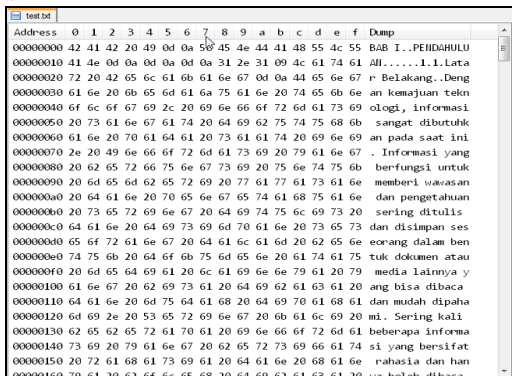 test.txt
Address 0 1 2 3 4 5 6 7 8 9 a b c d e f Dump
00000000 42 41 42 20 49 0d 0a 50 45 4e 44 41 48 55 4c 55 BAB I..PENDAHULU
00000010 41 4e 0d 0a 0d 0a 0d 0a 31 2e 31 09 4c 61 74 61 AN......1.1.Lata
00000020 72 20 42 65 6c 61 6b 61 6e 67 0d 0a 44 65 6e 67 r Belakang..Deng
00000030 61 6e 20 6b 65 6d 61 6a 75 61 6e 20 74 65 6b 6e an kemajuan tekn
00000040 6f 6c 6f 67 69 2c 20 69 6e 66 6f 72 6d 61 73 69 ologi, informasi
00000050 20 73 61 6e 67 61 74 20 64 69 62 75 74 75 68 6b sangat dibutuhk
00000060 61 6e 20 70 61 64 61 20 73 61 61 74 20 69 6e 69 an pada saat ini
00000070 2e 20 49 6e 66 6f 72 6d 61 73 69 20 79 61 6e 67 . Informasi yang
00000080 20 62 65 72 66 75 6e 67 73 69 20 75 6e 74 75 6b berfungsi untuk
00000090 20 6d 65 6d 62 65 72 69 20 77 61 77 61 73 61 6e memberi wawasan
000000a0 20 64 61 6e 20 70 65 6e 67 65 74 61 68 75 61 6e dan pengetahuan
000000b0 20 73 65 72 69 6e 67 20 64 69 74 75 6c 69 73 20 sering ditulis
000000c0 64 61 6e 20 64 69 73 69 6d 70 61 6e 20 73 65 73 dan disimpan ses
000000d0 65 6f 72 61 6e 67 20 64 61 6c 61 6d 20 62 65 6e eorang dalam ben
000000e0 74 75 6b 20 64 6f 6b 75 6d 65 6e 20 61 74 61 75 tuk dokumen atau
000000f0 20 6d 65 64 69 61 20 6c 61 69 6e 6e 79 61 20 79 media lainnya y
00000100 61 6e 67 20 62 69 73 61 20 64 69 62 61 63 61 20 ang bisa dibaca
00000110 64 61 6e 20 6d 75 64 61 68 20 64 69 70 61 68 61 dan mudah dipaha
00000120 6d 69 2e 20 53 65 72 69 6e 67 20 6b 61 6c 69 20 mi. Sering kali
00000130 62 65 62 65 72 61 70 61 20 69 6e 66 6f 72 6d 61 beberapa informa
00000140 73 69 20 79 61 6e 67 20 62 65 72 73 69 66 61 74 si yang bersifat
00000150 20 72 61 68 61 73 69 61 20 64 61 6e 20 68 61 6e rahasia dan han
00000160 79 61 20 62 6f 6c 65 68 20 64 69 62 61 63 61 20 ya boleh dibaca